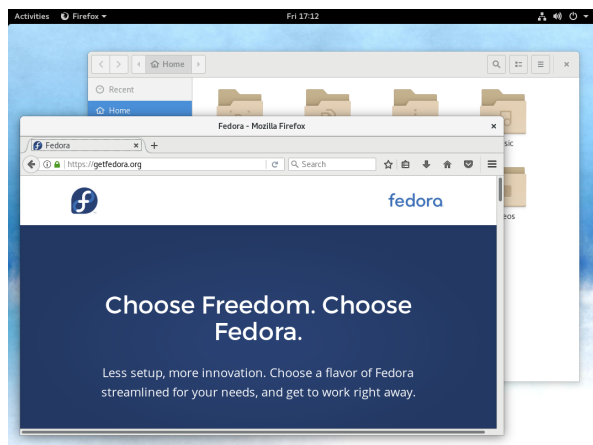 Activities Firefox Fri 17:12
Home
Recent
Home
sic
eos
Fedora - Mozilla Firefox
Fedora
https://getfedora.org Search
fedora
Choose Freedom. Choose
Fedora.
Less setup, more innovation. Choose a flavor of Fedora
streamlined for your needs, and get to work right away.